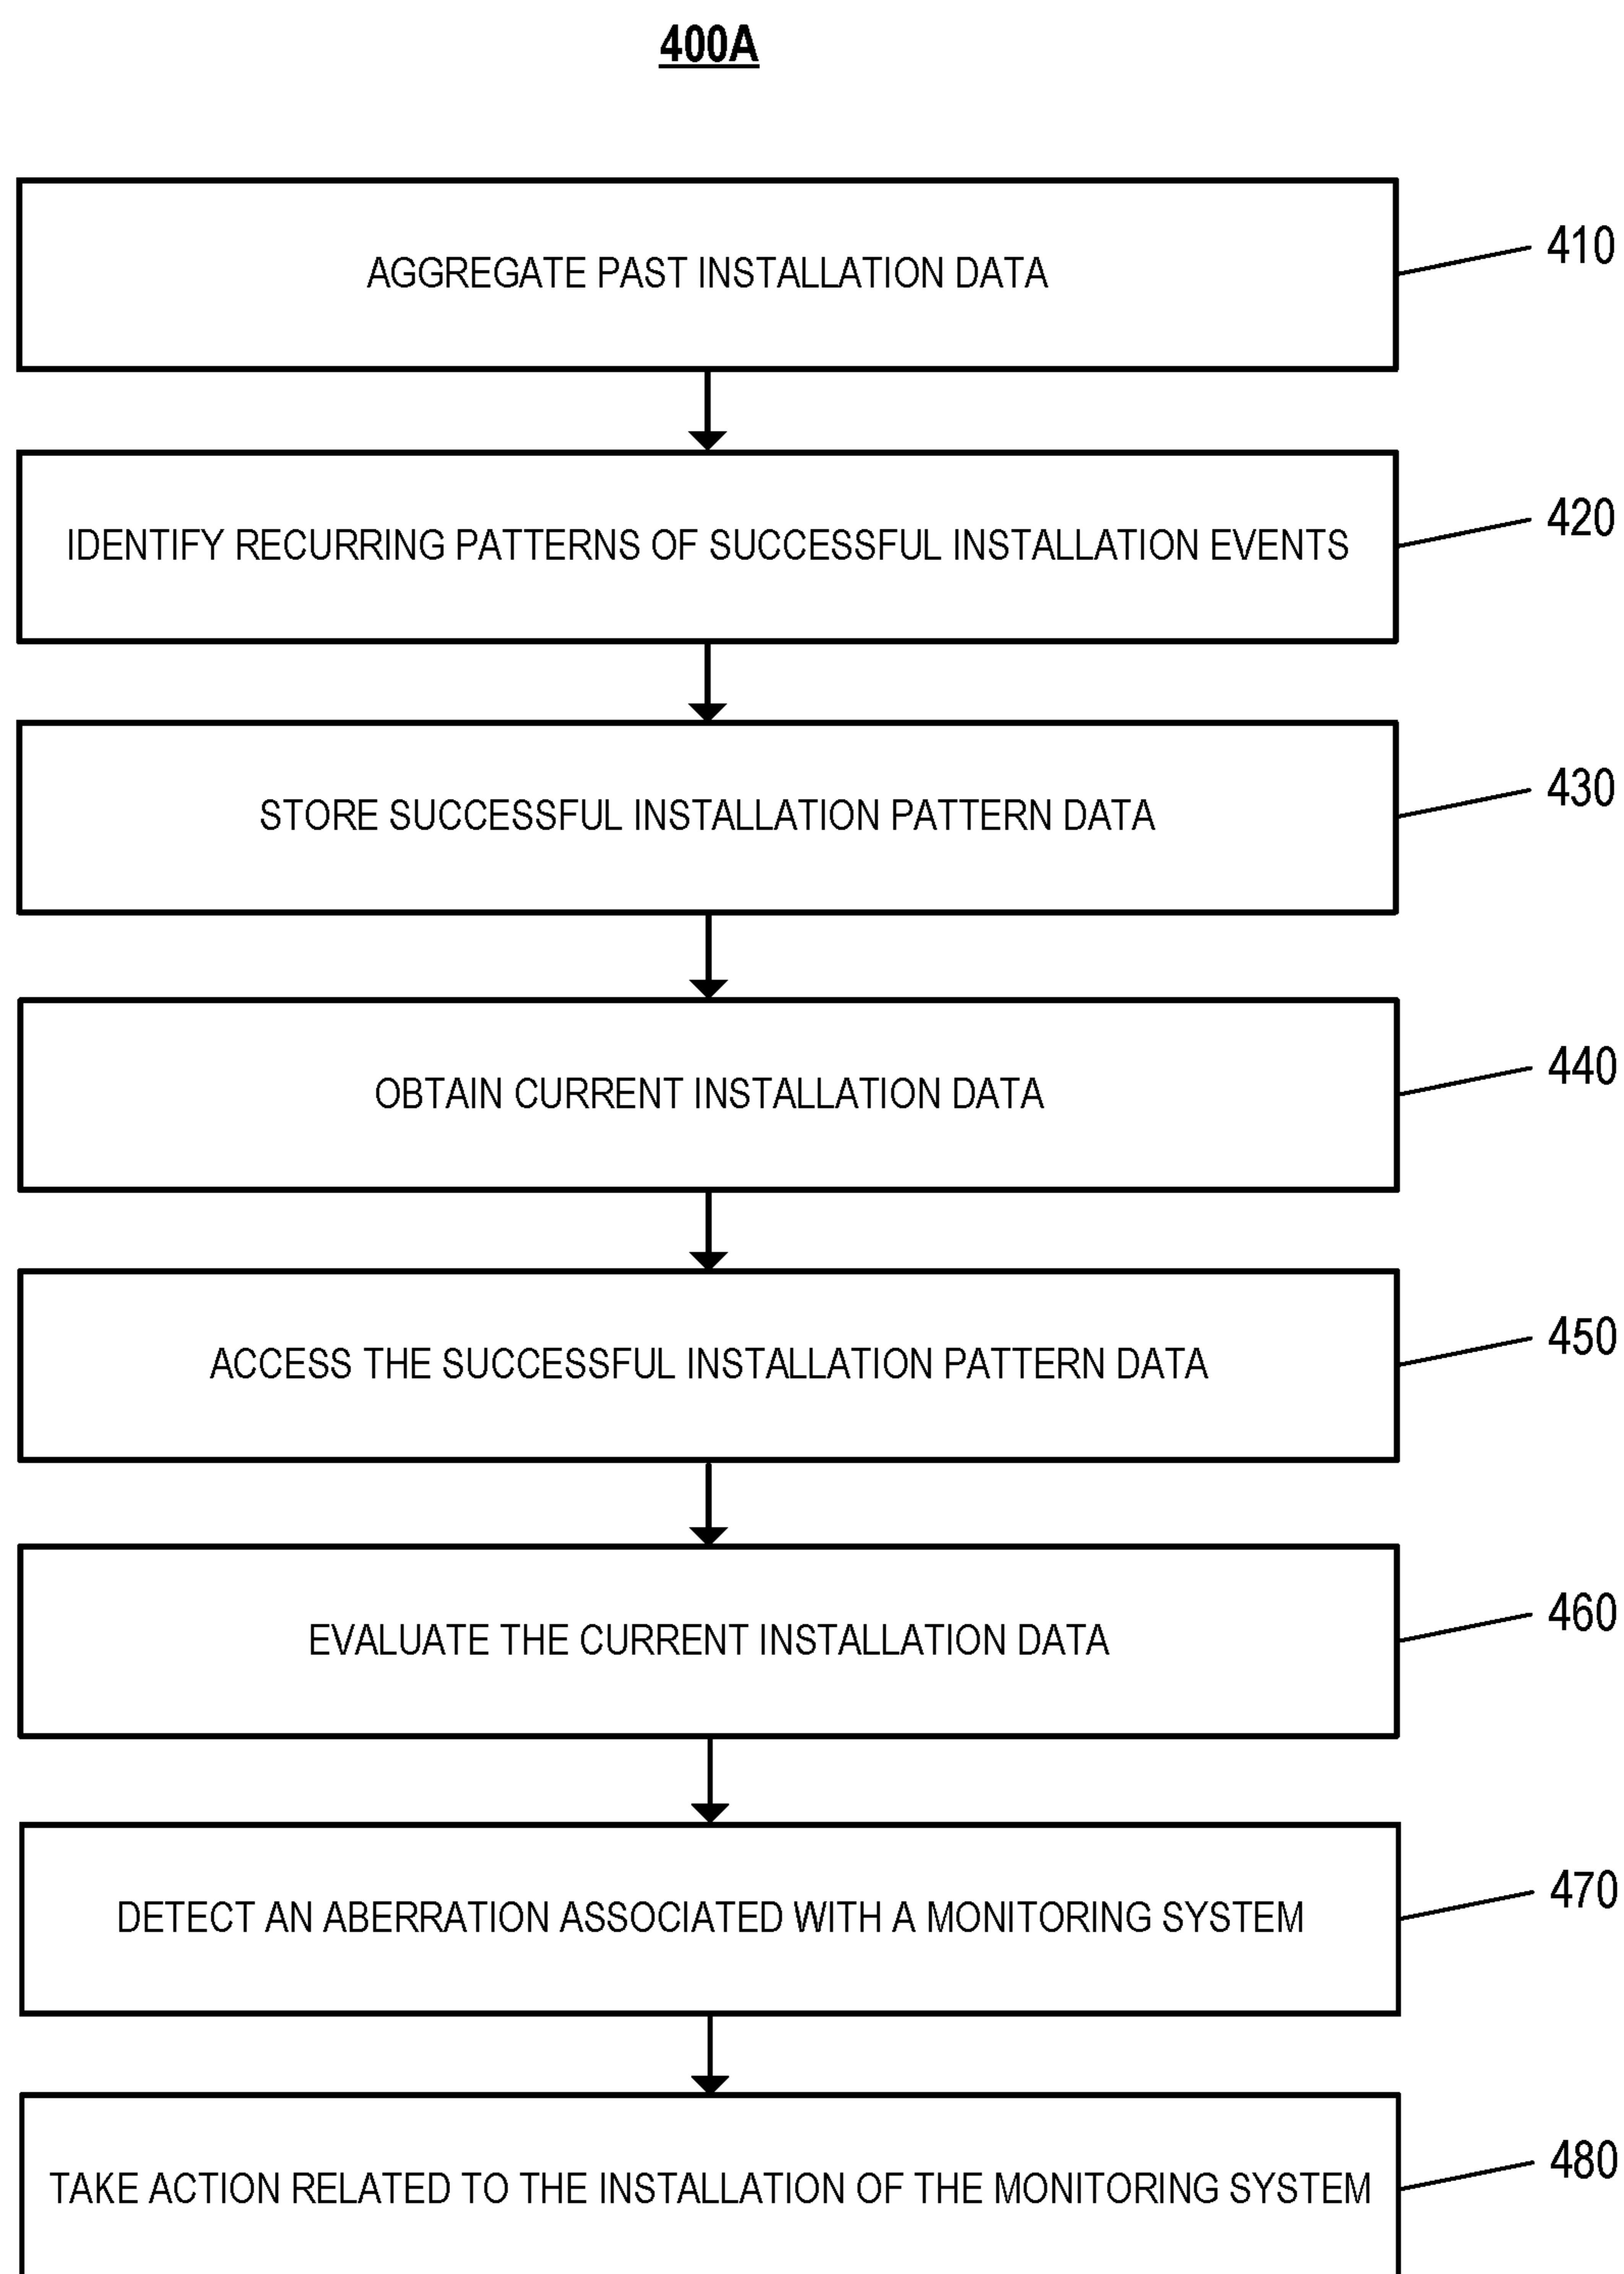 400A
AGGREGATE PAST INSTALLATION DATA
410
IDENTIFY RECURRING PATTERNS OF SUCCESSFUL INSTALLATION EVENTS
420
STORE SUCCESSFUL INSTALLATION PATTERN DATA
430
OBTAIN CURRENT INSTALLATION DATA
440
ACCESS THE SUCCESSFUL INSTALLATION PATTERN DATA
450
EVALUATE THE CURRENT INSTALLATION DATA
460
DETECT AN ABERRATION ASSOCIATED WITH A MONITORING SYSTEM
470
TAKE ACTION RELATED TO THE INSTALLATION OF THE MONITORING SYSTEM
480